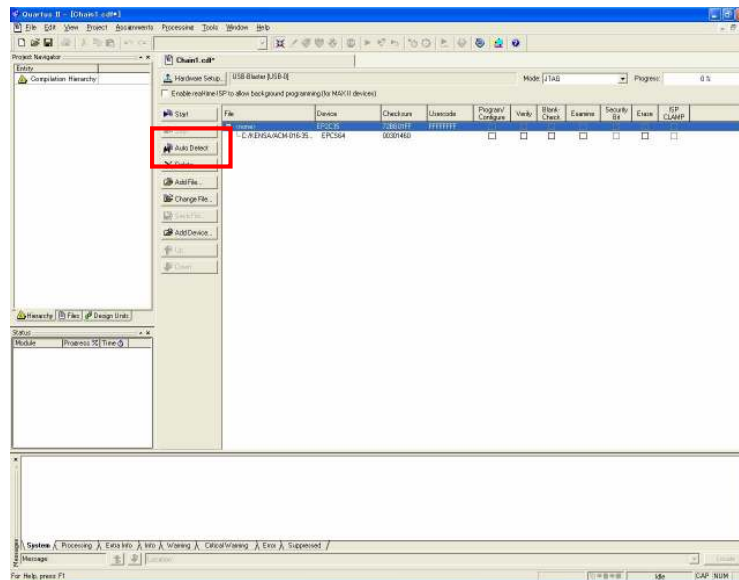 Quartus II - [Chain1.cdf*]
File Edit View Project Assignments Processing Tools Window Help
Project Navigator
Entity
Compilation Hierarchy
Hierarchy Files Design Units
Status
Module Progress % Time
Chain1.cdf*
Hardware Setup... USB-Blaster [USB-0] Mode: JTAG Progress: 0 %
Enable real-time ISP to allow background programming (for MAX II devices)
Start
Auto Detect
Delete
Add File...
Change File...
Save File...
Add Device...
Up
Down
File Device Checksum Usercode Program/Configure Verify Blank-Check Examine Security Bit Erase ISP CLAMP
<none> EP2C35 FFFFFFFF
EPCS64 00301460
System Processing Extra Info Info Warning Critical Warning Error Suppressed
Messages
Message: Location: Locate
For Help, press F1 Idle CAP NUM